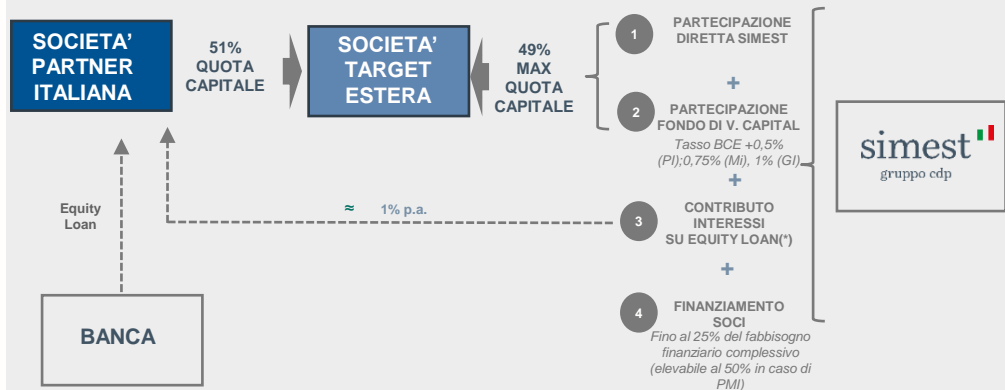 SOCIETA'
PARTNER
ITALIANA
51%
QUOTA
CAPITALE
SOCIETA'
TARGET
ESTERA
49%
MAX
QUOTA
CAPITALE
1
PARTECIPAZIONE
DIRETTA SIMEST
+
2
PARTECIPAZIONE
FONDO DI V. CAPITAL
Tasso BCE +0,5%
(PI);0,75% (Mi), 1% (GI)
+
3
CONTRIBUTO
INTERESSI
SU EQUITY LOAN(*)
+
4
FINANZIAMENTO
SOCI
Fino al 25% del fabbisogno
finanziario complessivo
(elevabile al 50% in caso di
PMI)
simest
gruppo cdp
≈ 1% p.a.
Equity
Loan
BANCA